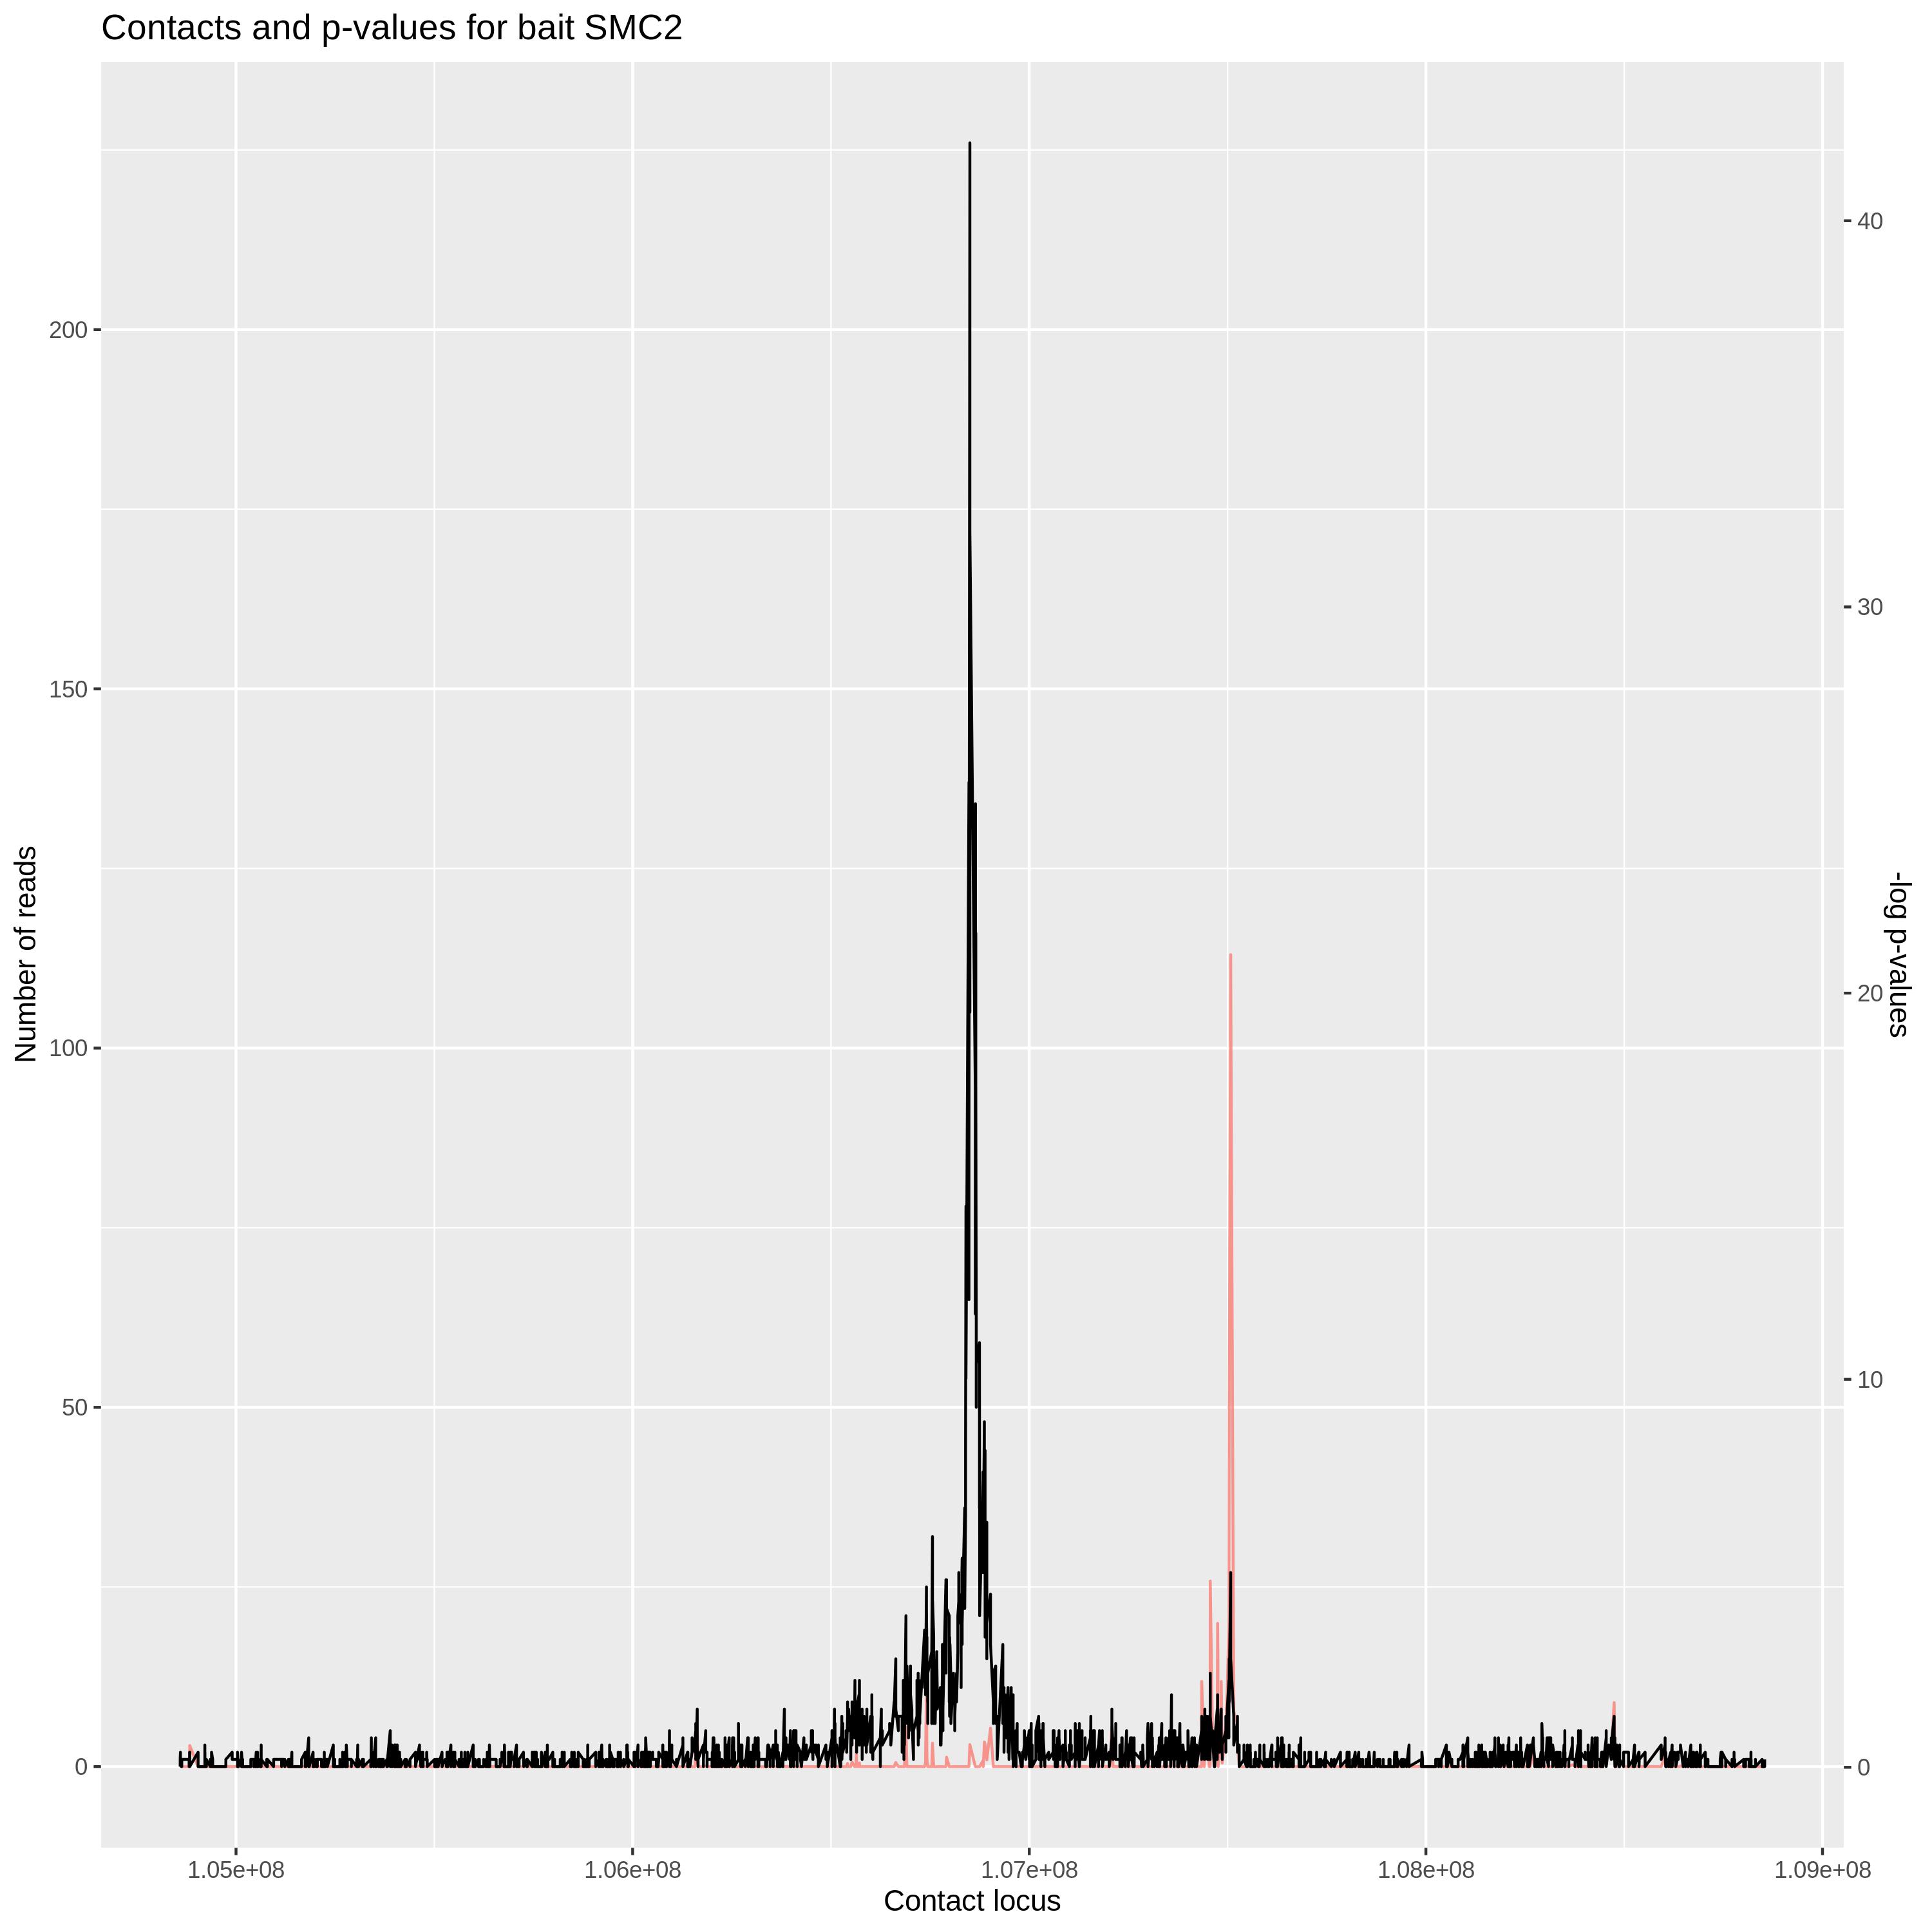 Contacts and p-values for bait SMC2
Number of reads
200
150
100
50
0
40
30
20
10
0
-log p-values
1.05e+08 1.06e+08 1.07e+08 1.08e+08 1.09e+08
Contact locus